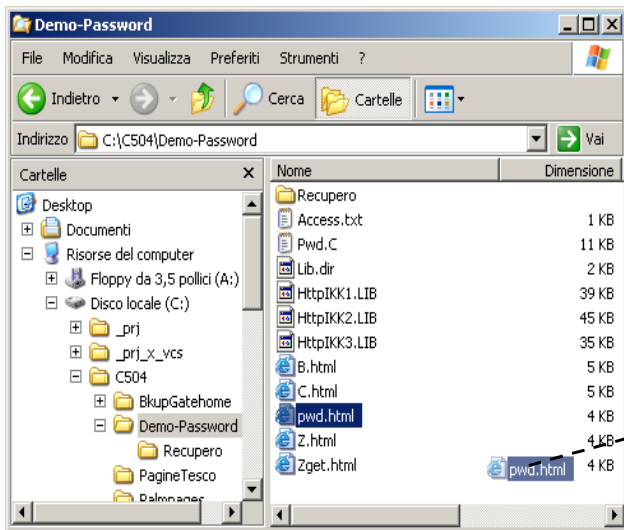 Demo-Password
File Modifica Visualizza Preferiti Strumenti ?
Indietro Cerca Cartelle
Indirizzo C:\C504\Demo-Password Vai
Cartelle x
Desktop
Documenti
Risorse del computer
Floppy da 3,5 pollici (A:)
Disco locale (C:)
_prj
_prj_x_vcs
C504
BkupGatehome
Demo-Password
Recupero
PagineTesco
Palmpages
Nome Dimensione
Recupero
Access.txt 1 KB
Pwd.C 11 KB
Lib.dir 2 KB
HttpIKK1.LIB 39 KB
HttpIKK2.LIB 45 KB
HttpIKK3.LIB 35 KB
B.html 5 KB
C.html 5 KB
pwd.html 4 KB
Z.html 4 KB
Zget.html 4 KB
pwd.html